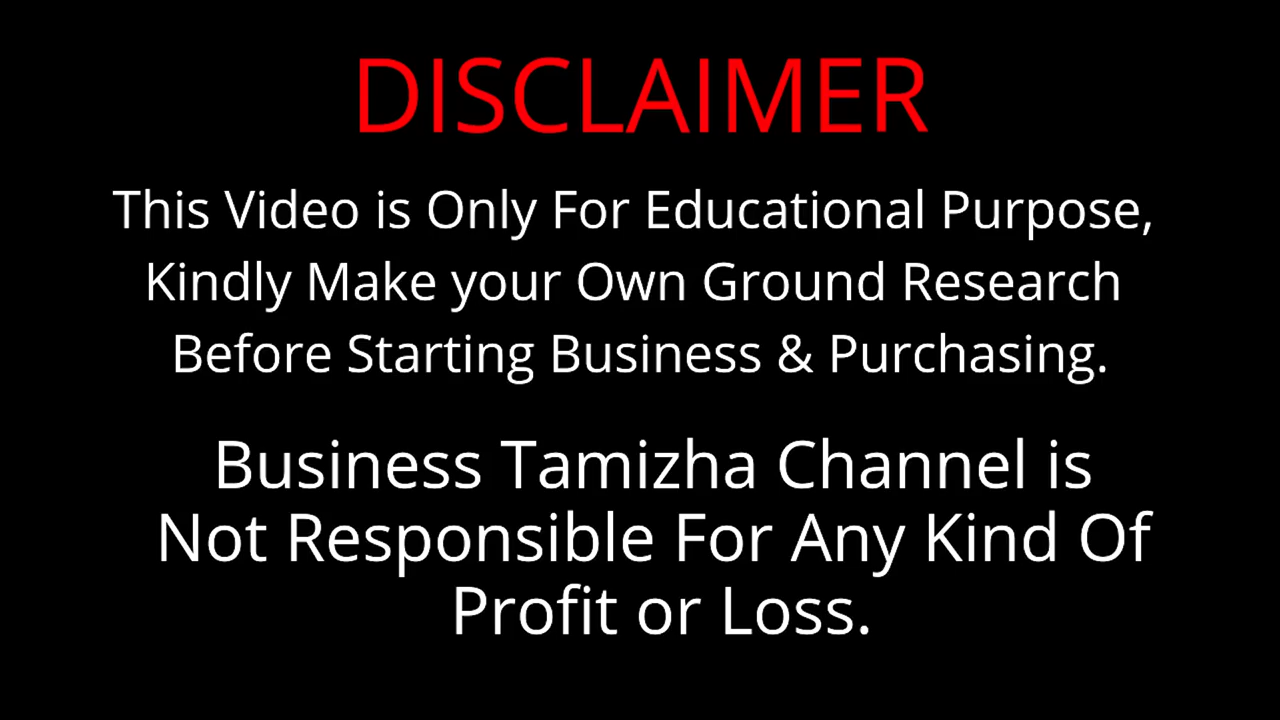 DISCLAIMER
This Video is Only For Educational Purpose,
Kindly Make your Own Ground Research
Before Starting Business & Purchasing.
Business Tamizha Channel is
Not Responsible For Any Kind Of
Profit or Loss.